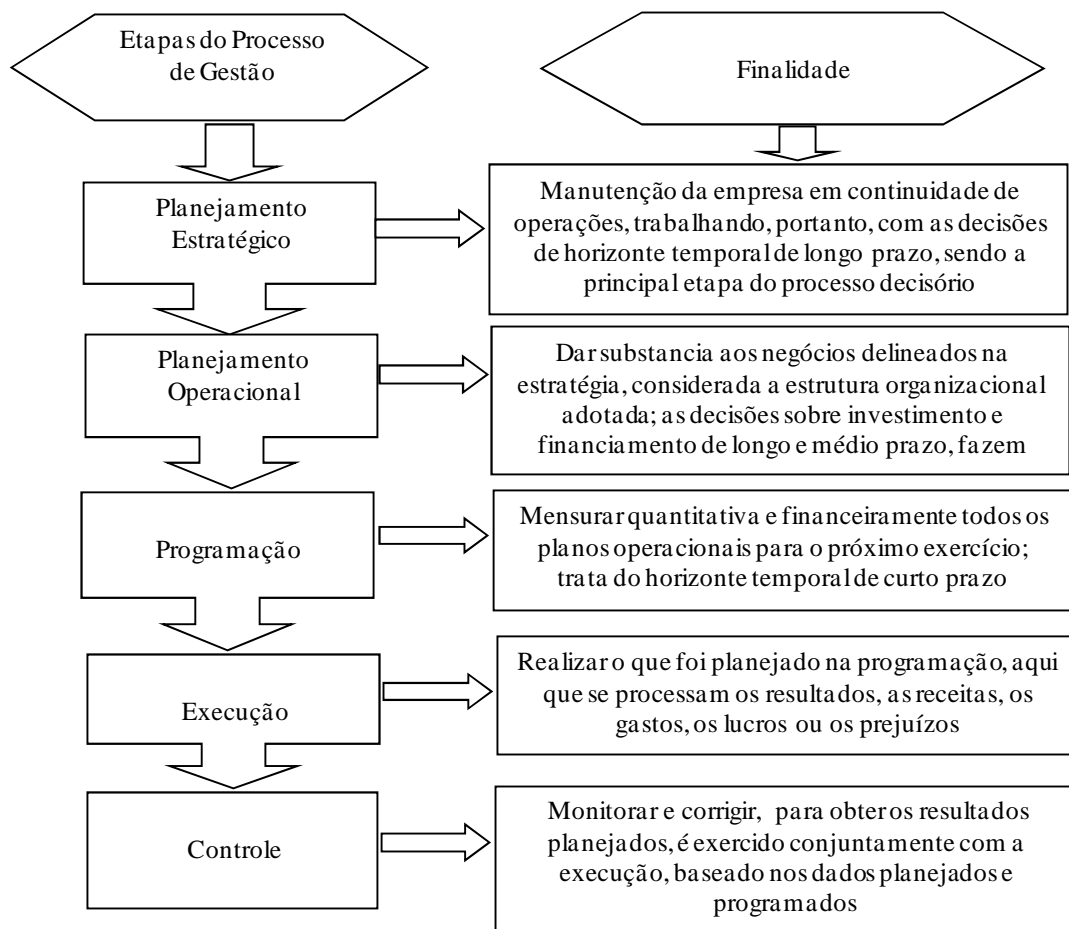 Etapas do Processo
de Gestão
Finalidade
Planejamento
Estratégico
Manutenção da empresa em continuidade de
operações, trabalhando, portanto, com as decisões
de horizonte temporal de longo prazo, sendo a
principal etapa do processo decisório
Planejamento
Operacional
Dar substancia aos negócios delineados na
estratégia, considerada a estrutura organizacional
adotada; as decisões sobre investimento e
financiamento de longo e médio prazo, fazem
Programação
Mensurar quantitativa e financeiramente todos os
planos operacionais para o próximo exercício;
trata do horizonte temporal de curto prazo
Execução
Realizar o que foi planejado na programação, aqui
que se processam os resultados, as receitas, os
gastos, os lucros ou os prejuízos
Controle
Monitorar e corrigir, para obter os resultados
planejados, é exercido conjuntamente com a
execução, baseado nos dados planejados e
programados